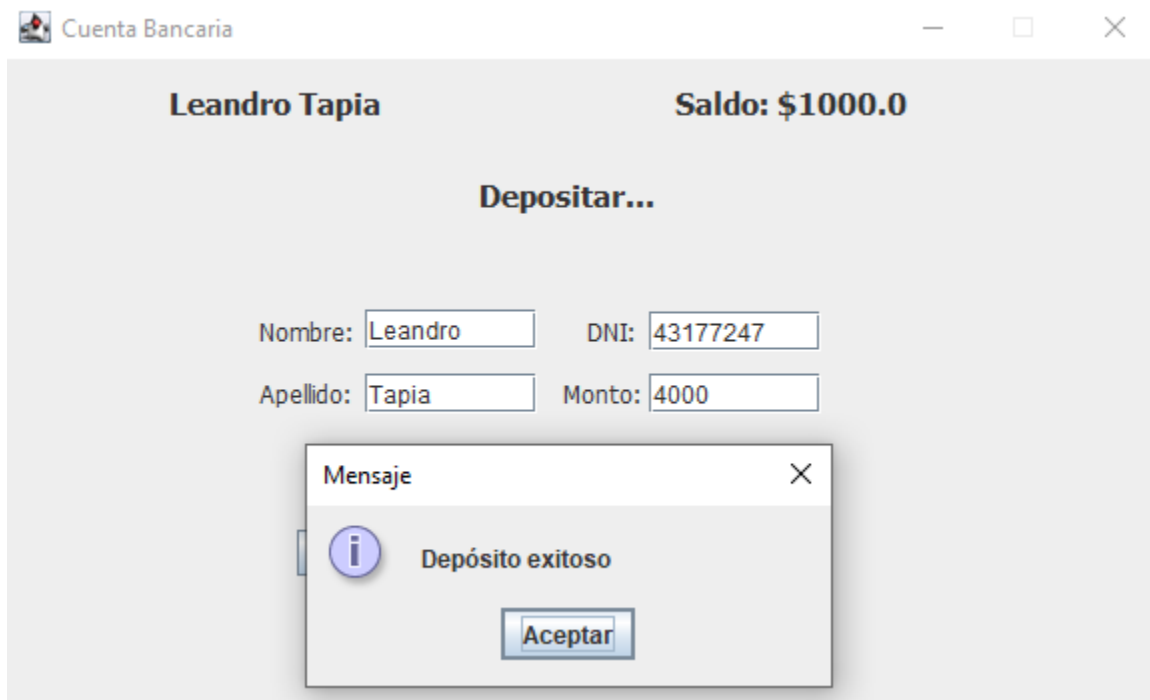 Cuenta Bancaria
Leandro Tapia Saldo: $1000.0
Depositar...
Nombre: Leandro DNI: 43177247
Apellido: Tapia Monto: 4000
Mensaje
Depósito exitoso
Aceptar